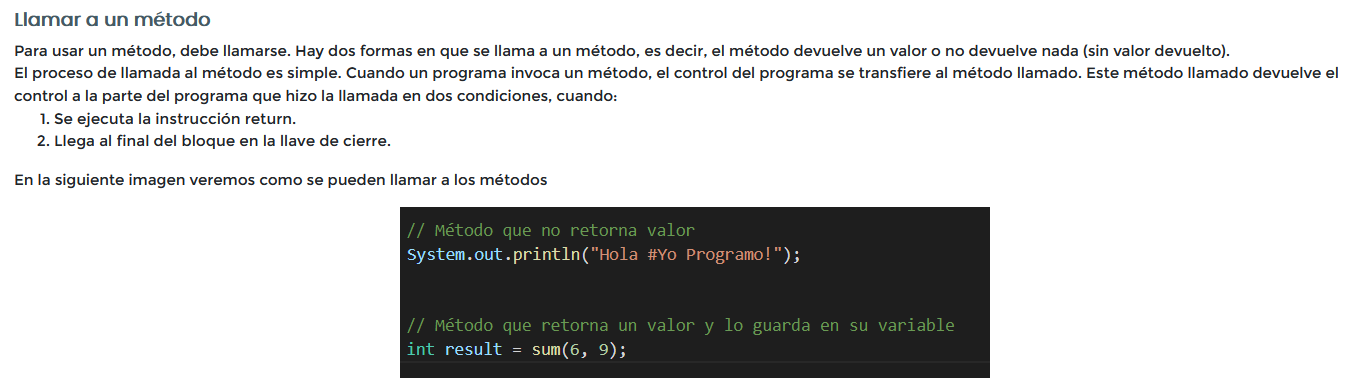 Llamar a un método
Para usar un método, debe llamarse. Hay dos formas en que se llama a un método, es decir, el método devuelve un valor o no devuelve nada (sin valor devuelto).
El proceso de llamada al método es simple. Cuando un programa invoca un método, el control del programa se transfiere al método llamado. Este método llamado devuelve el
control a la parte del programa que hizo la llamada en dos condiciones, cuando:
1. Se ejecuta la instrucción return.
2. Llega al final del bloque en la llave de cierre.
En la siguiente imagen veremos como se pueden llamar a los métodos
// Método que no retorna valor
System.out.println("Hola #Yo Programo!");
// Método que retorna un valor y lo guarda en su variable
int result = sum(6, 9);